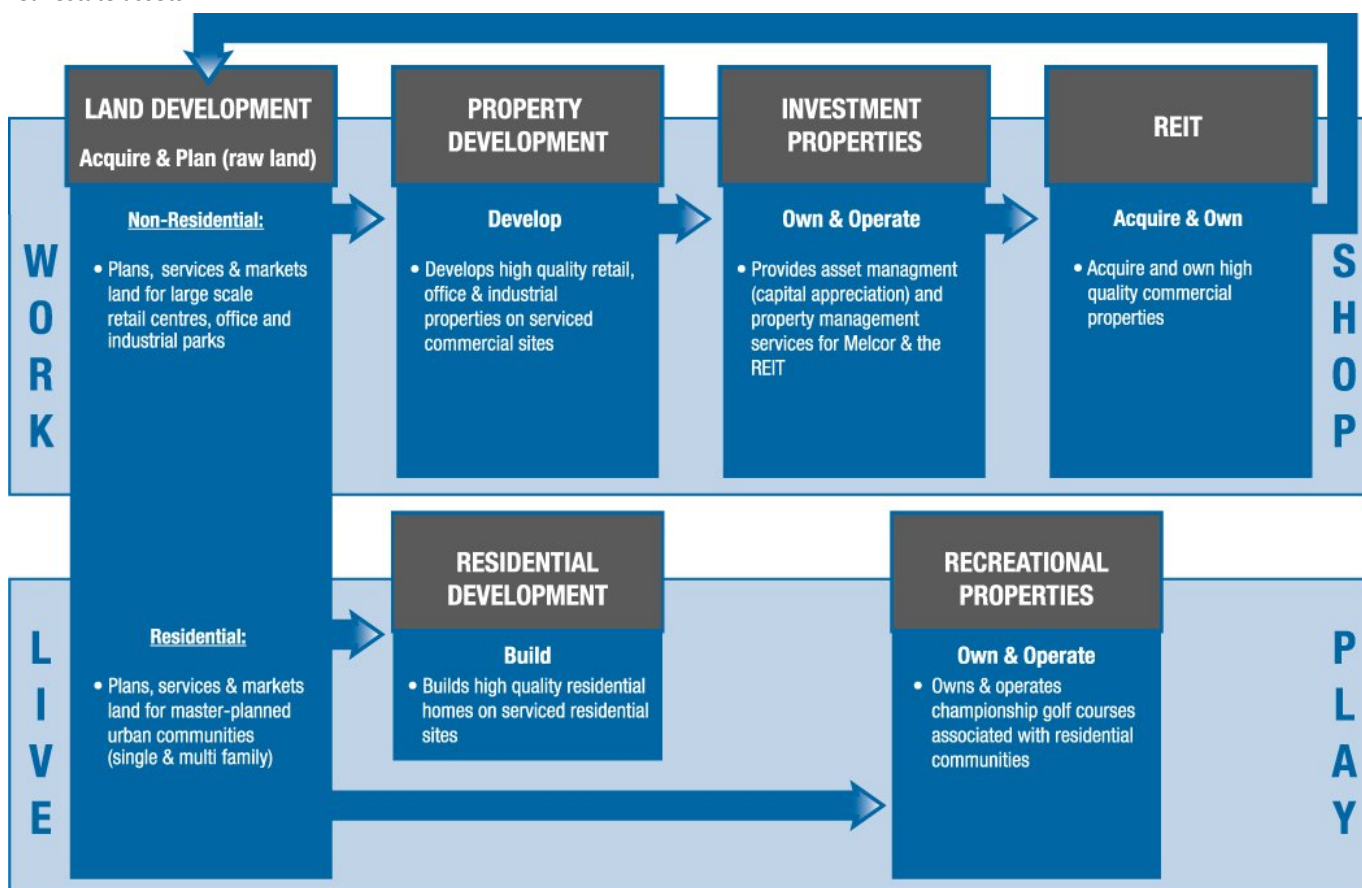 LAND DEVELOPMENT
Acquire & Plan (raw land)
PROPERTY
DEVELOPMENT
INVESTMENT
PROPERTIES
REIT
WORK
Non-Residential:
• Plans, services & markets
land for large scale
retail centres, office and
industrial parks
Develop
• Develops high quality retail,
office & industrial
properties on serviced
commercial sites
Own & Operate
• Provides asset managment
(capital appreciation) and
property management
services for Melcor & the
REIT
Acquire & Own
• Acquire and own high
quality commercial
properties
SHOP
LIVE
Residential:
• Plans, services & markets
land for master-planned
urban communities
(single & multi family)
RESIDENTIAL
DEVELOPMENT
Build
• Builds high quality residential
homes on serviced residential
sites
RECREATIONAL
PROPERTIES
Own & Operate
• Owns & operates
championship golf courses
associated with residential
communities
PLAY